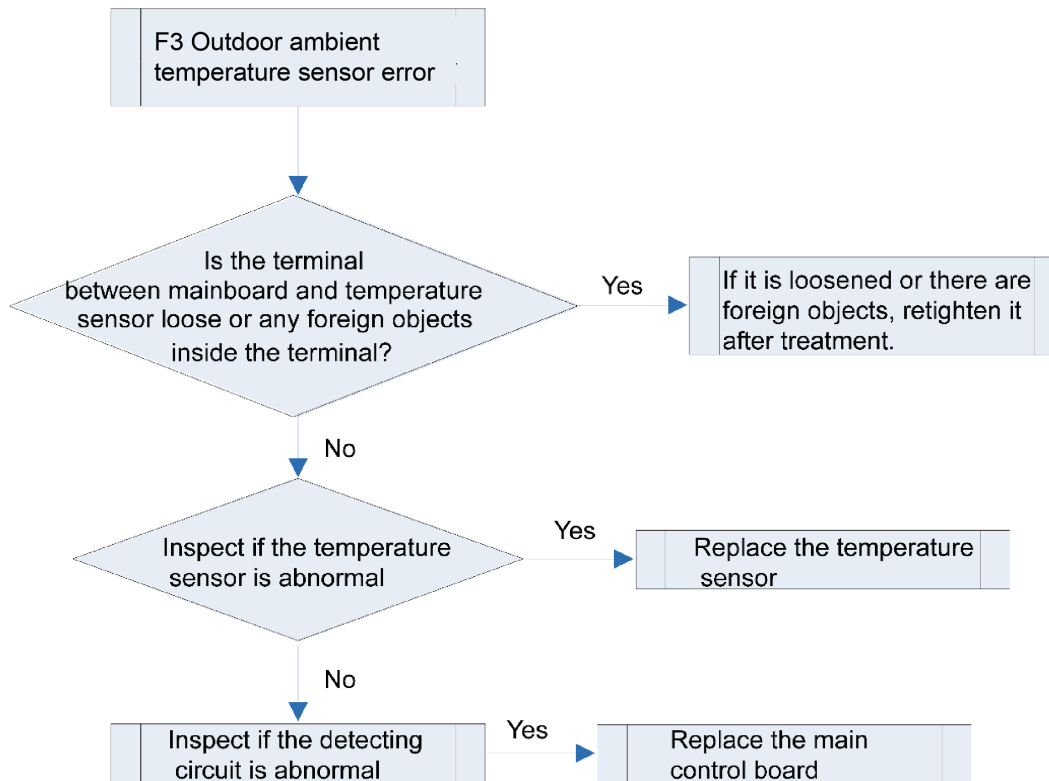 F3 Outdoor ambient
temperature sensor error
Is the terminal
between mainboard and temperature
sensor loose or any foreign objects
inside the terminal?
Yes
If it is loosened or there are
foreign objects, retighten it
after treatment.
No
Inspect if the temperature
sensor is abnormal
Yes
Replace the temperature
sensor
No
Inspect if the detecting
circuit is abnormal
Yes
Replace the main
control board